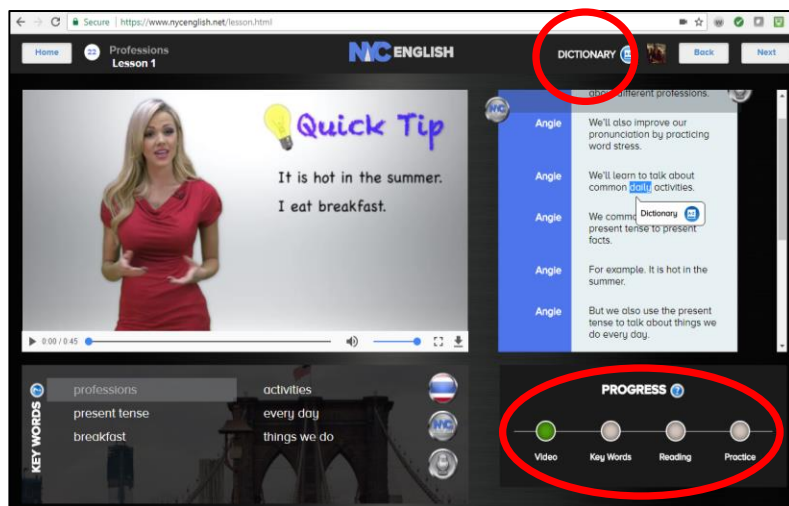 Secure | https://www.nycenglish.net/lesson.html
Home
22
Professions
Lesson 1
NYC ENGLISH
DICTIONARY
Back
Next
Quick Tip
It is hot in the summer.
I eat breakfast.
0:00 / 0:45
NYC
about different professions.
Angie
We'll also improve our
pronunciation by practicing
word stress.
Angie
We'll learn to talk about
common daily activities.
Dictionary
Angie
present tense to present
facts.
Angie
For example. It is hot in the
summer.
Angie
But we also use the present
tense to talk about things we
do every day.
KEY WORDS
professions
activities
present tense
every day
breakfast
things we do
NYC
PROGRESS ?
Video
Key Words
Reading
Practice